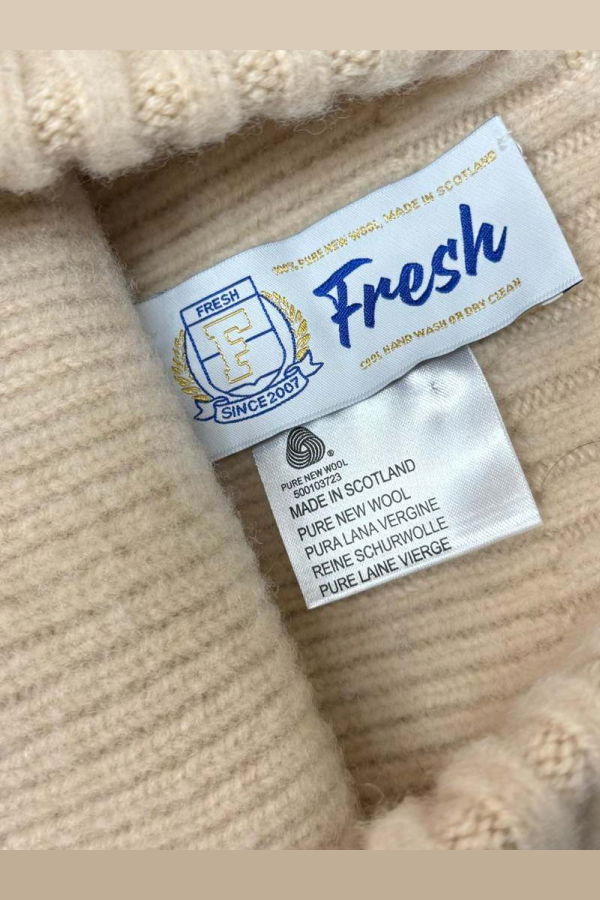 100% PURE NEW WOOL, MADE IN SCOTLAND
Fresh
FRESH
F
SINCE 2007
HAND WASH OR DRY CLEAN
PURE NEW WOOL
500103723
MADE IN SCOTLAND
PURE NEW WOOL
PURA LANA VERGINE
REINE SCHURWOLLE
PURE LAINE VIERGE